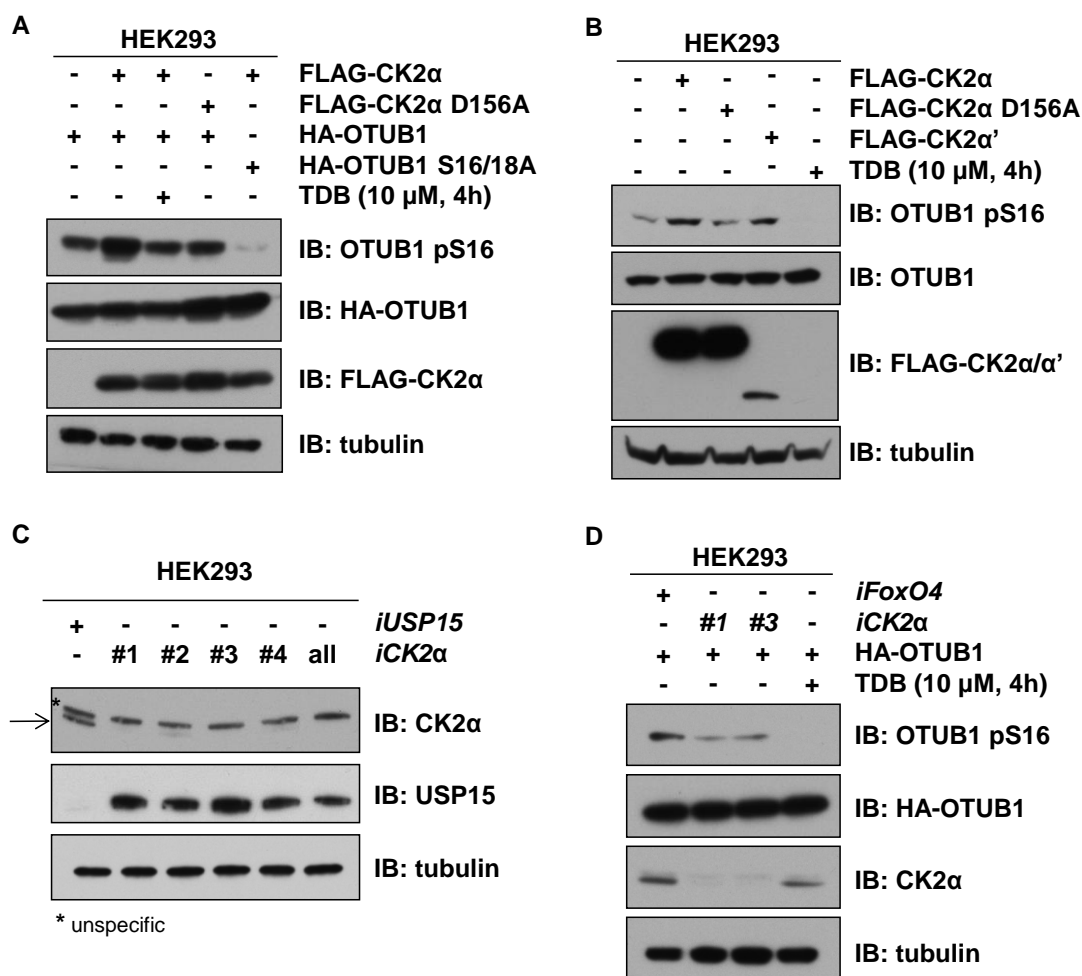 A
HEK293
- + + - + FLAG-CK2α
- - - + - FLAG-CK2α D156A
+ + + + - HA-OTUB1
- - - - + HA-OTUB1 S16/18A
- - + - - TDB (10 µM, 4h)
IB: OTUB1 pS16
IB: HA-OTUB1
IB: FLAG-CK2α
IB: tubulin
B
HEK293
- + - - - FLAG-CK2α
- - + - - FLAG-CK2α D156A
- - - + - FLAG-CK2α’
- - - - + TDB (10 µM, 4h)
IB: OTUB1 pS16
IB: OTUB1
IB: FLAG-CK2α/α’
IB: tubulin
C
HEK293
+ - - - - - iUSP15
- #1 #2 #3 #4 all iCK2α
*
IB: CK2α
IB: USP15
IB: tubulin
* unspecific
D
HEK293
+ - - - iFoxO4
- #1 #3 - iCK2α
+ + + + HA-OTUB1
- - - + TDB (10 µM, 4h)
IB: OTUB1 pS16
IB: HA-OTUB1
IB: CK2α
IB: tubulin